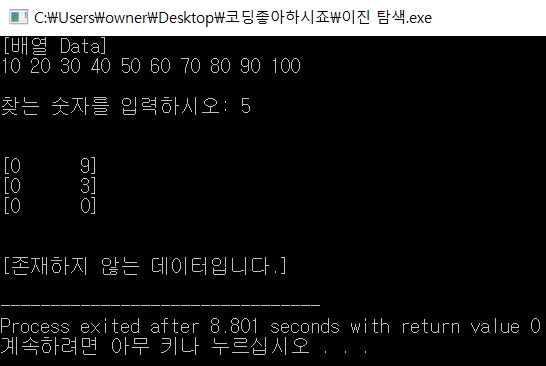 C:₩Users₩owner₩Desktop₩코딩좋아하시죠₩이진 탐색.exe
[배열 Data]
10 20 30 40 50 60 70 80 90 100
찾는 숫자를 입력하시오: 5
[0      9]
[0      3]
[0      0]
[존재하지 않는 데이터입니다.]
--------------------------------
Process exited after 8.801 seconds with return value 0
계속하려면 아무 키나 누르십시오 . . .